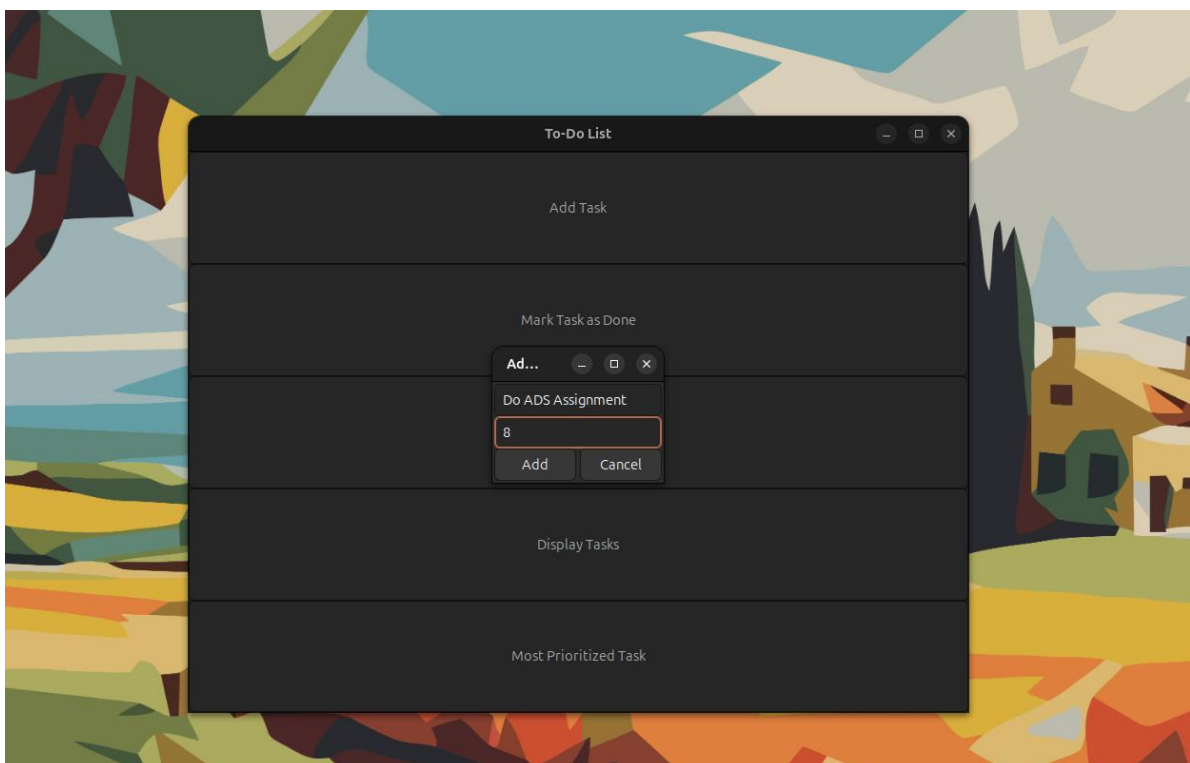 To-Do List
Add Task
Mark Task as Done
Ad...
Do ADS Assignment
8
Add Cancel
Display Tasks
Most Prioritized Task